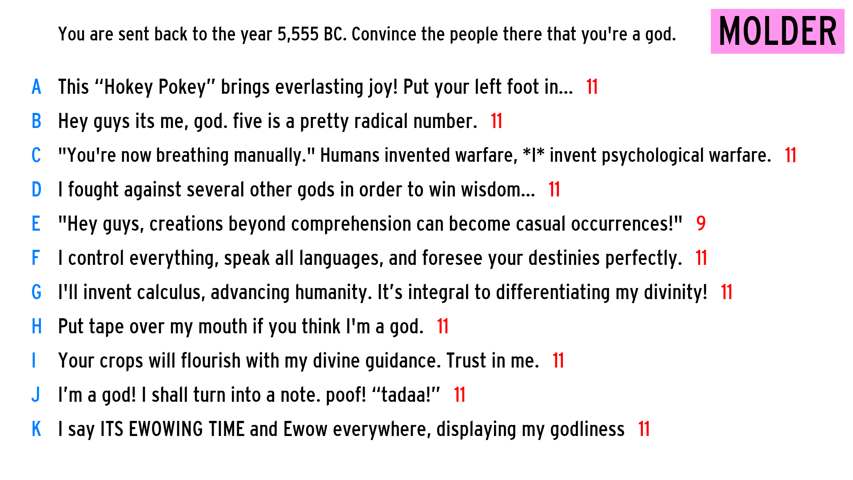 You are sent back to the year 5,555 BC. Convince the people there that you're a god.
MOLDER
A This “Hokey Pokey” brings everlasting joy! Put your left foot in... 11
B Hey guys its me, god. five is a pretty radical number. 11
C "You're now breathing manually." Humans invented warfare, *I* invent psychological warfare. 11
D I fought against several other gods in order to win wisdom... 11
E "Hey guys, creations beyond comprehension can become casual occurrences!" 9
F I control everything, speak all languages, and foresee your destinies perfectly. 11
G I'll invent calculus, advancing humanity. It’s integral to differentiating my divinity! 11
H Put tape over my mouth if you think I'm a god. 11
I Your crops will flourish with my divine guidance. Trust in me. 11
J I’m a god! I shall turn into a note. poof! “tadaa!” 11
K I say ITS EWOWING TIME and Ewow everywhere, displaying my godliness 11